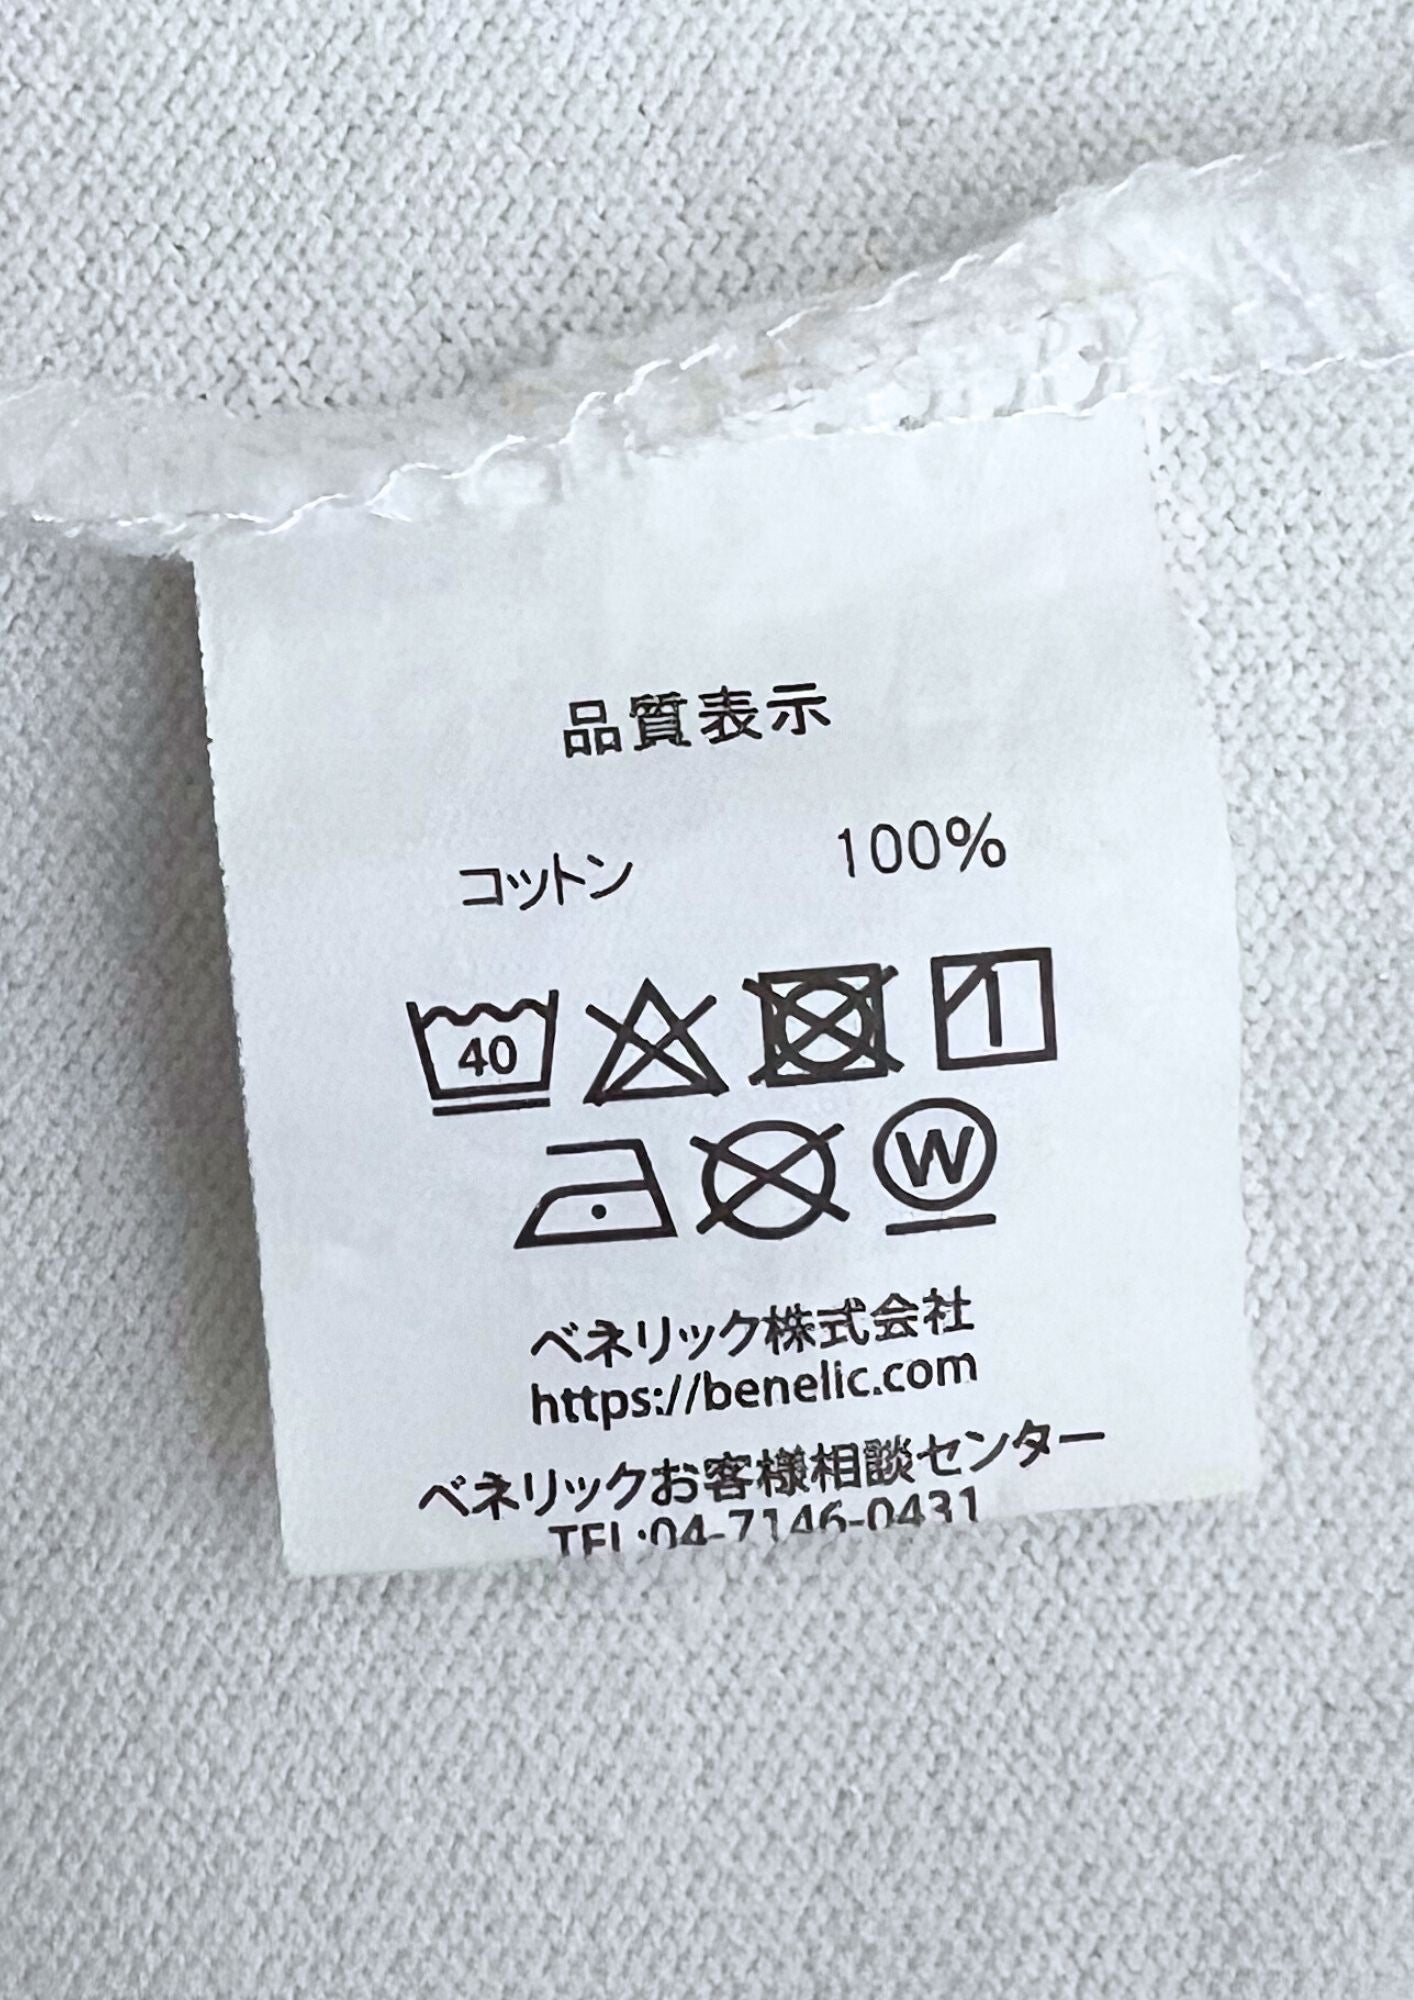 品質表示
コットン 100%
40
W
ベネリック株式会社
https://benelic.com
ベネリックお客様相談センター
TEL:04-7146-0431